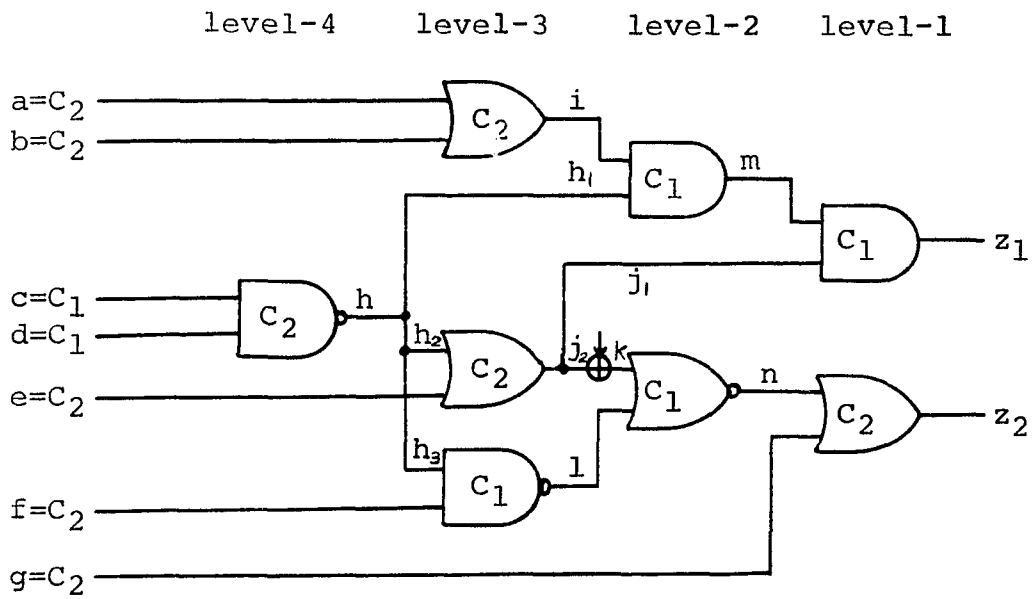 level-4 level-3 level-2 level-1
a=C₂
b=C₂
C₂
i
h₁
C₁
m
C₁
z₁
j₁
c=C₁
d=C₁
C₂
h
h₂
C₂
j₂
k
C₁
n
C₂
z₂
e=C₂
h₃
C₁
l
f=C₂
g=C₂